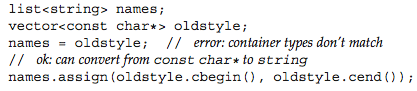 list<string> names;
vector<const char*> oldstyle;
names = oldstyle;  //  error: container types don't match
//  ok: can convert from const char* to string
names.assign(oldstyle.cbegin(), oldstyle.cend());